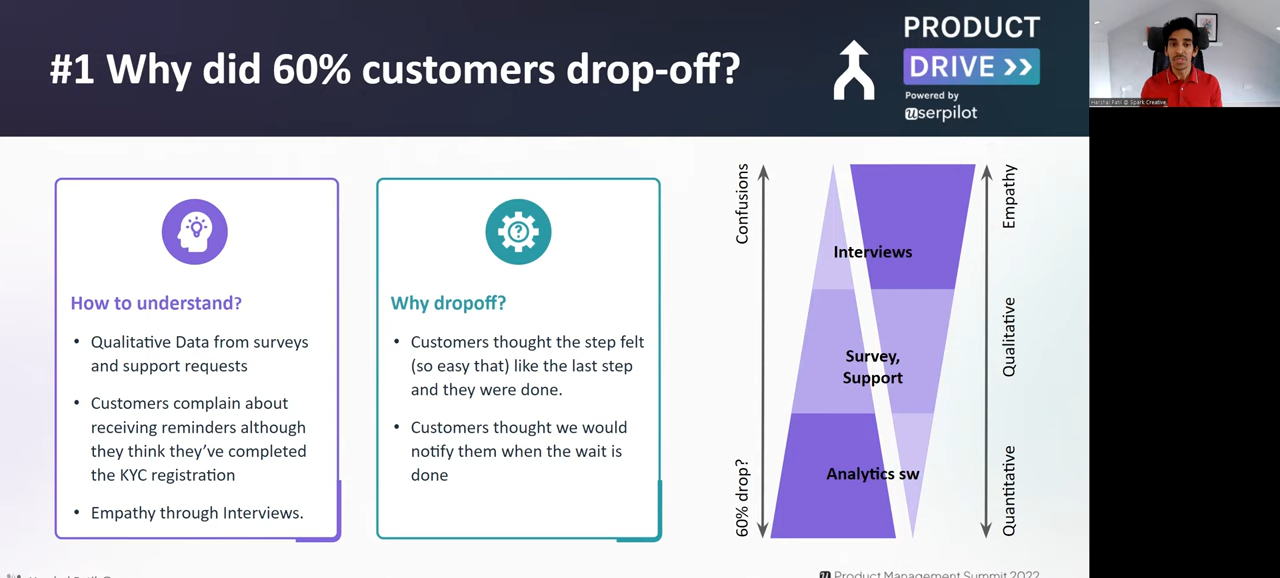 #1 Why did 60% customers drop-off?
PRODUCT
DRIVE >>
Powered by
userpilot
Harshal Patil @ Spark Creative
How to understand?
• Qualitative Data from surveys
and support requests
• Customers complain about
receiving reminders although
they think they've completed
the KYC registration
• Empathy through Interviews.
Why dropoff?
• Customers thought the step felt
(so easy that) like the last step
and they were done.
• Customers thought we would
notify them when the wait is
done
Confusions
60% drop?
Interviews
Survey,
Support
Analytics sw
Empathy
Qualitative
Quantitative
Product Management Summit 2022